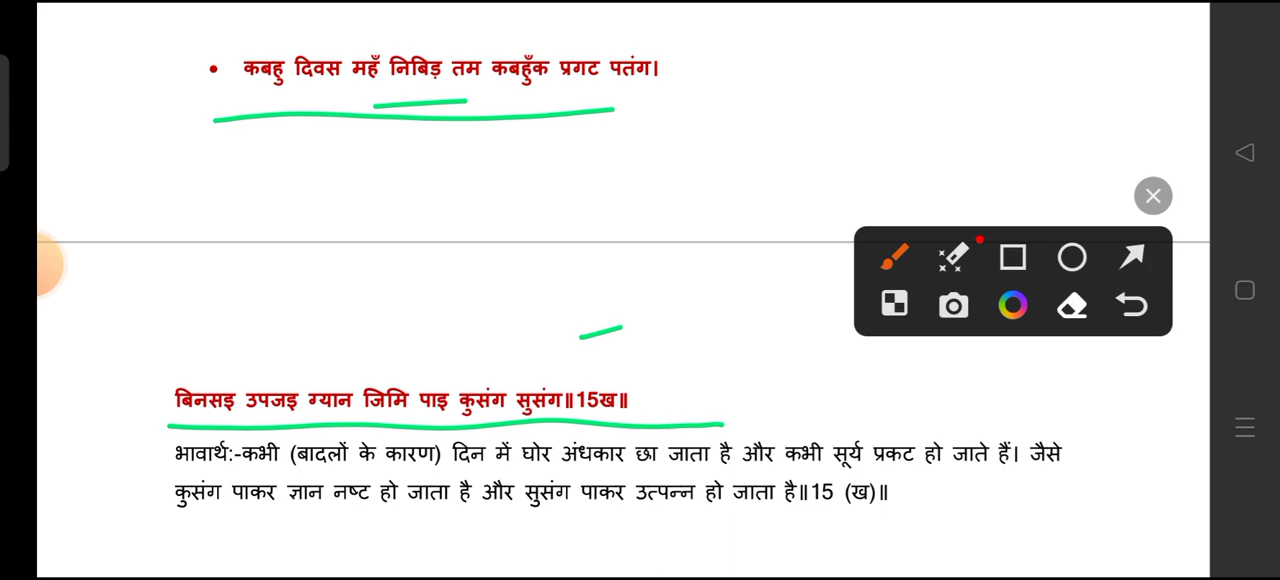 • कबहु दिवस महँ निबिड़ तम कबहुँक प्रगट पतंग।
बिनसइ उपजइ ग्यान जिमि पाइ कुसंग सुसंग॥15ख॥
भावार्थ:-कभी (बादलों के कारण) दिन में घोर अंधकार छा जाता है और कभी सूर्य प्रकट हो जाते हैं। जैसे
कुसंग पाकर ज्ञान नष्ट हो जाता है और सुसंग पाकर उत्पन्न हो जाता है॥15 (ख)॥